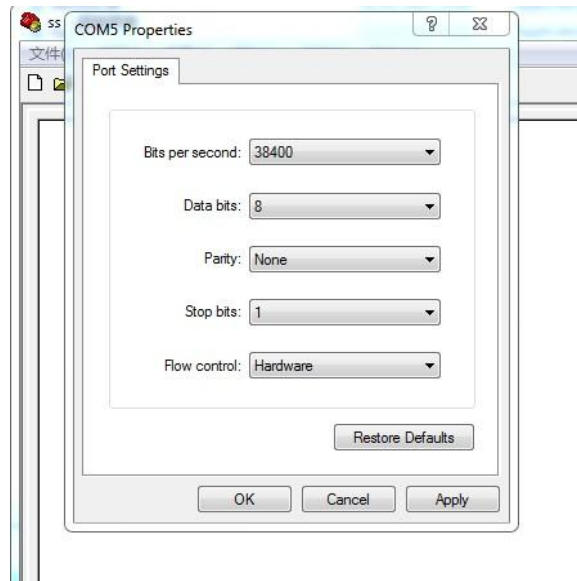 ss
COM5 Properties
文件(
Port Settings
Bits per second: 38400
Data bits: 8
Parity: None
Stop bits: 1
Flow control: Hardware
Restore Defaults
OK Cancel Apply